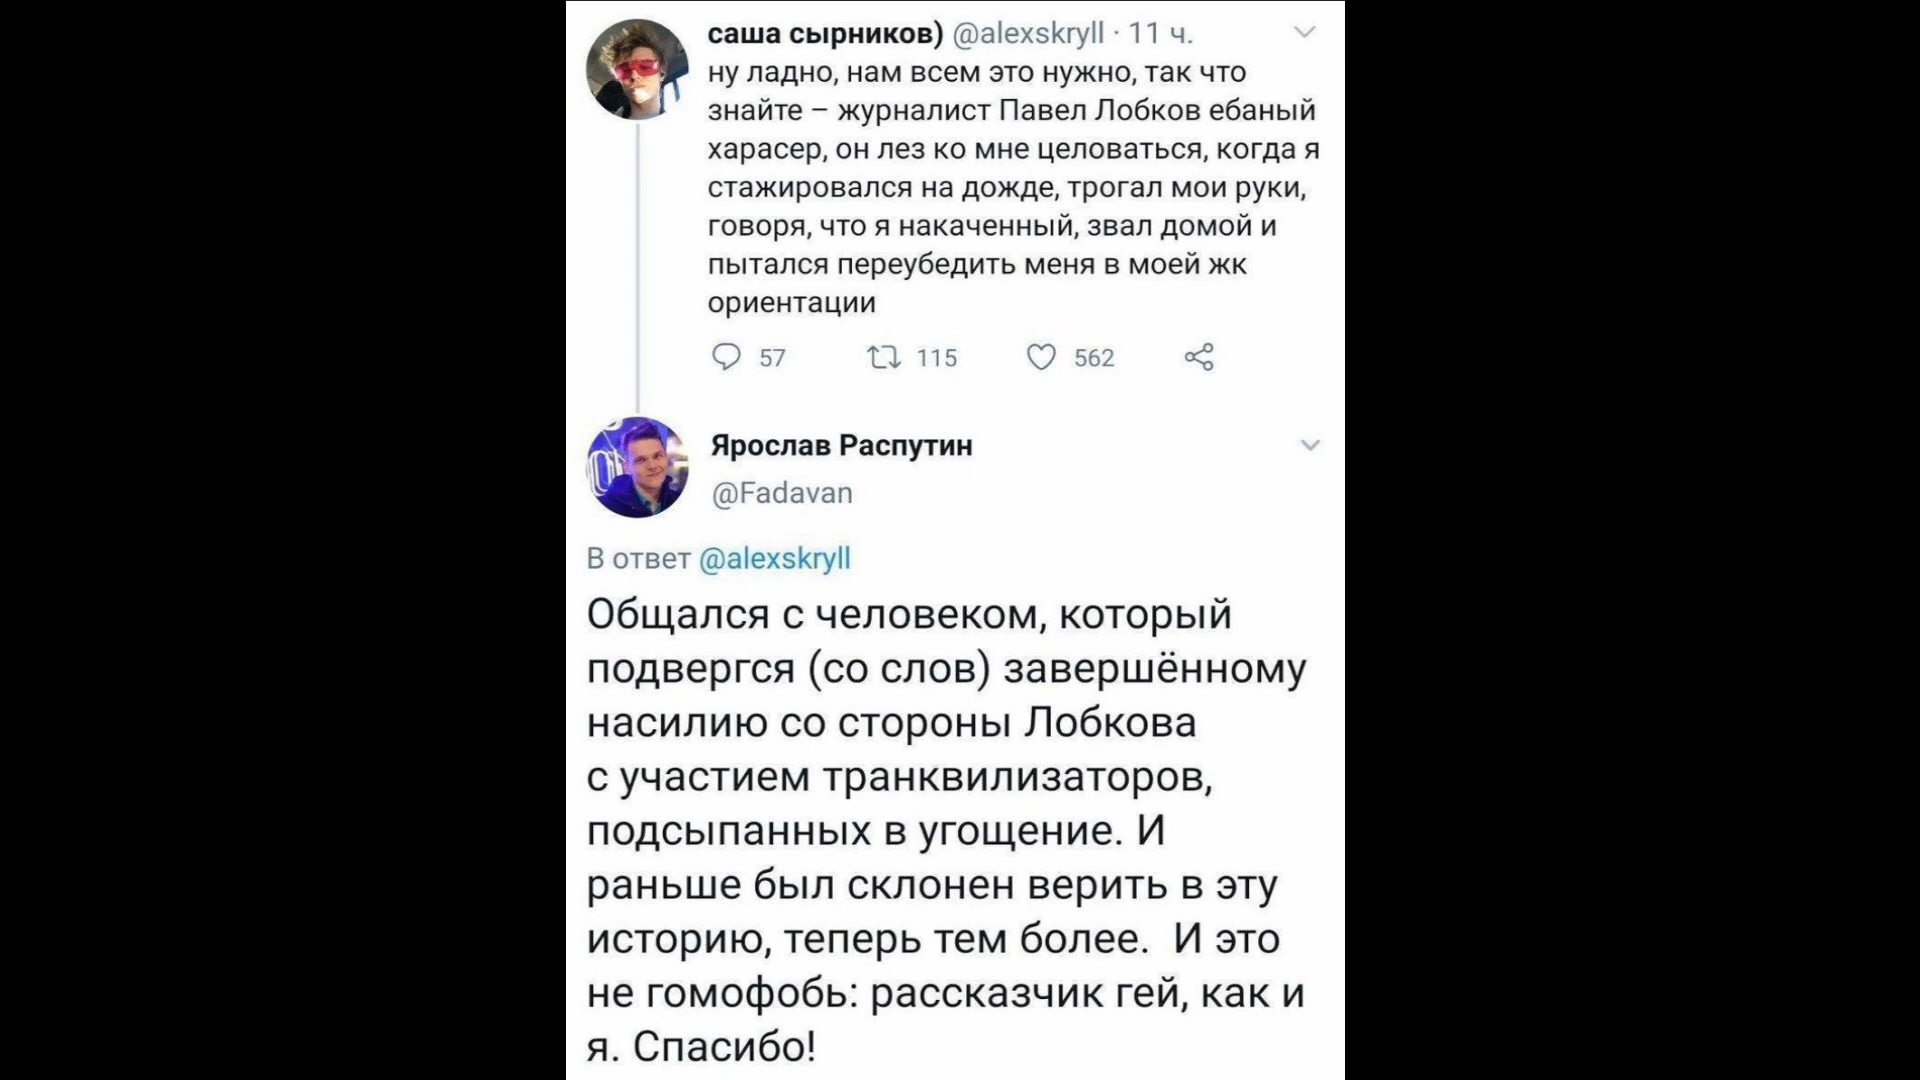 саша сырников) @alexskryll · 11 ч.
ну ладно, нам всем это нужно, так что
знайте – журналист Павел Лобков ебаный
харасер, он лез ко мне целоваться, когда я
стажировался на дожде, трогал мои руки,
говоря, что я накаченный, звал домой и
пытался переубедить меня в моей жк
ориентации
57 115 562
Ярослав Распутин
@Fadavan
В ответ @alexskryll
Общался с человеком, который
подвергся (со слов) завершённому
насилию со стороны Лобкова
с участием транквилизаторов,
подсыпанных в угощение. И
раньше был склонен верить в эту
историю, теперь тем более. И это
не гомофобь: рассказчик гей, как и
я. Спасибо!